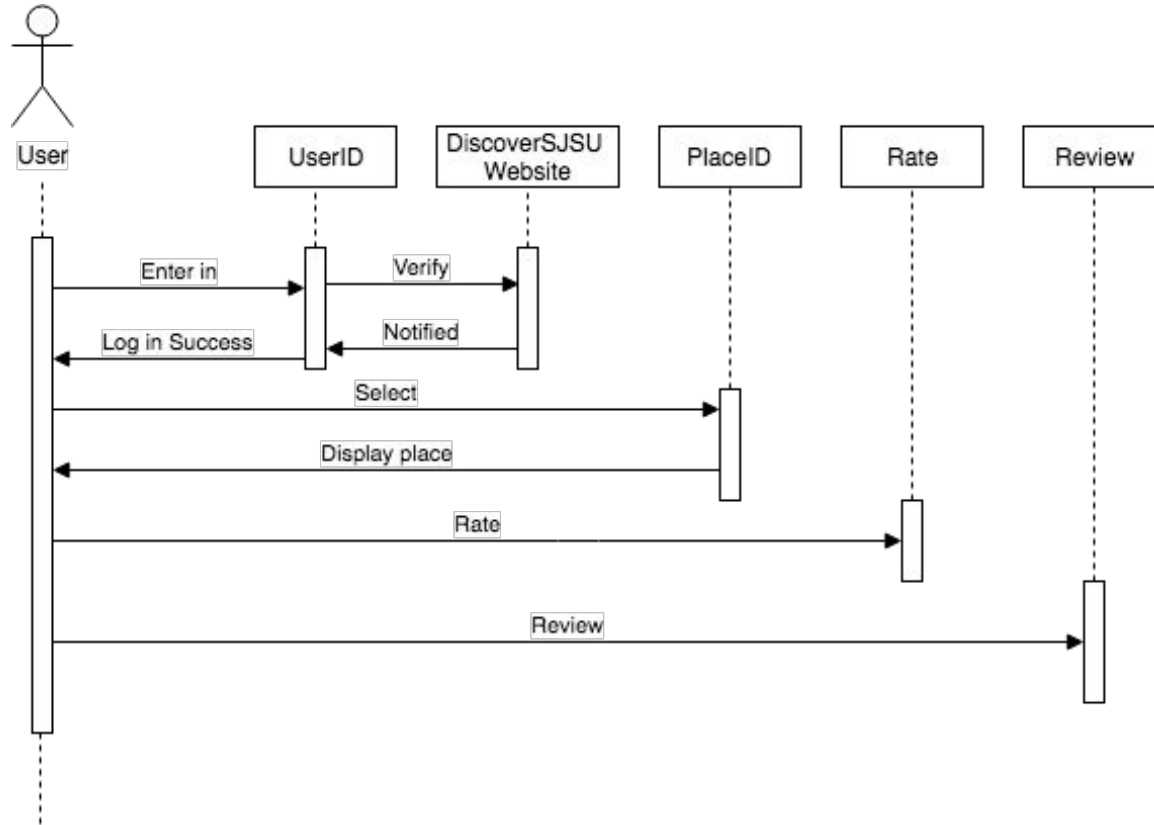 User
UserID
DiscoverSJSU
Website
PlaceID
Rate
Review
Enter in
Verify
Notified
Log in Success
Select
Display place
Rate
Review